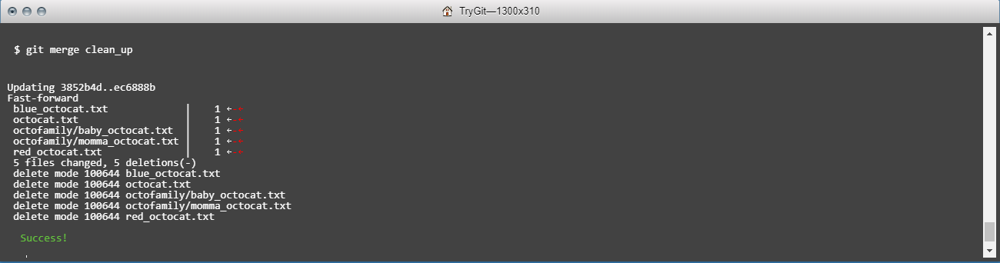 TryGit—1300x310
$ git merge clean_up
Updating 3852b4d..ec6888b
Fast-forward
blue_octocat.txt | 1 ←--
octocat.txt | 1 ←--
octofamily/baby_octocat.txt | 1 ←--
octofamily/momma_octocat.txt | 1 ←--
red_octocat.txt | 1 ←--
5 files changed, 5 deletions(-)
delete mode 100644 blue_octocat.txt
delete mode 100644 octocat.txt
delete mode 100644 octofamily/baby_octocat.txt
delete mode 100644 octofamily/momma_octocat.txt
delete mode 100644 red_octocat.txt
Success!